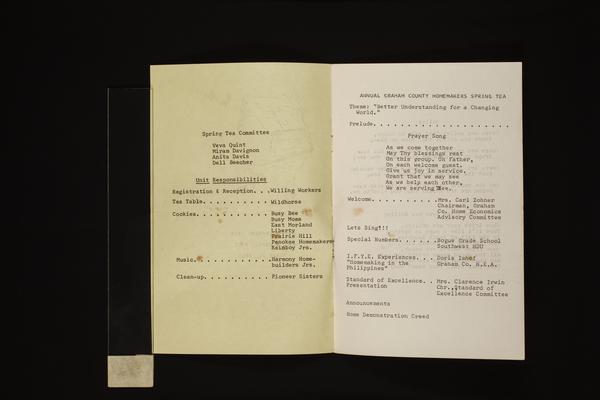 Spring Tea Committee
Veva Quint
Miram Davignon
Anita Davis
Dell Beecher
Unit Responsibilities
Registration & Reception. . .Willing Workers
Tea Table. . . . . . . . . . .Wildhorse
Cookies. . . . . . . . . . . .Busy Bee
Busy Moms
East Morland
Liberty
Prairie Hill
Penokee Homemakers
Music. . . . . . . . . . . . .Harmony Home-
builders Jrs.
Clean-up. . . . . . . . . . .Pioneer Sisters
ANNUAL GRAHAM COUNTY HOMEMAKERS SPRING TEA
Theme: "Better Understanding for a Changing
World."
Prelude. . . . . . . . . . . . . . . . . . . . .
Prayer Song
As we come together
May Thy blessings rest
On this group. Oh Father,
On each welcome guest.
Give us joy in service,
Grant that we may see
As we help each other,
We are serving Thee.
Welcome. . . . . . . . . . . .Mrs. Carl Zohner
Chairman, Graham
Co. Home Economics
Advisory Committee
Lets Sing!!!
Special Numbers. . . . . . .Bogue Grade School
Southwest HDU
I.F.Y.E. Experiences. . . .Doris
"Homemaking in the Graham Co. H.E.A.
Philippines"
Standard of Excellence. . Mrs. Clarence Irwin
Presentation Chr., Standard of
Excellence Committee
Announcements
Home Demonstration Creed